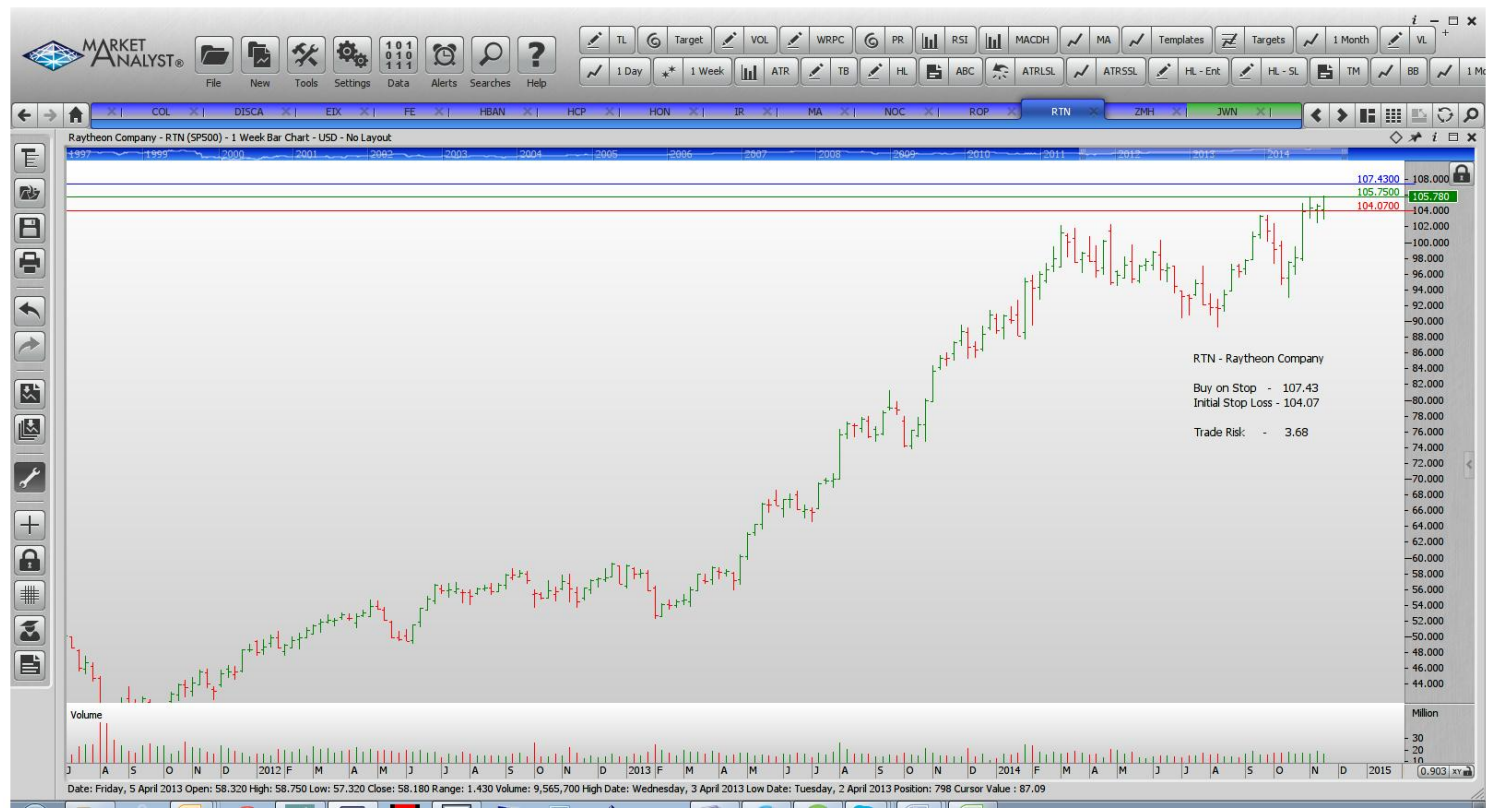 MARKET
ANALYST®
File New Tools Settings Data Alerts Searches Help
TL Target VOL WRPC PR RSI MACDH MA Templates Targets 1 Month VL
1 Day 1 Week ATR TB HL ABC ATRLSL ATRSSL HL - Ent HL - SL TM BB
COL DISCA EIX FE HBAN HCP HON IR MA NOC ROP RTN ZMH JWN
Raytheon Company - RTN (SP500) - 1 Week Bar Chart - USD - No Layout
1997 1999 2000 2001 2002 2003 2004 2005 2006 2007 2008 2009 2010 2011 2012 2013 2014
107.4300
105.7500
104.0700
108.000
105.780
104.000
102.000
100.000
98.000
96.000
94.000
92.000
90.000
88.000
86.000
84.000
82.000
80.000
78.000
76.000
74.000
72.000
70.000
68.000
66.000
64.000
62.000
60.000
58.000
56.000
54.000
52.000
50.000
48.000
46.000
44.000
RTN - Raytheon Company
Buy on Stop - 107.43
Initial Stop Loss - 104.07
Trade Risk - 3.68
Volume
Million
30
20
10
J A S O N D 2012 F M A M J J A S O N D 2013 F M A M J J A S O N D 2014 F M A M J J A S O N D 2015
0.903 XY
Date: Friday, 5 April 2013 Open: 58.320 High: 58.750 Low: 57.320 Close: 58.180 Range: 1.430 Volume: 9,565,700 High Date: Wednesday, 3 April 2013 Low Date: Tuesday, 2 April 2013 Position: 798 Cursor Value : 87.09